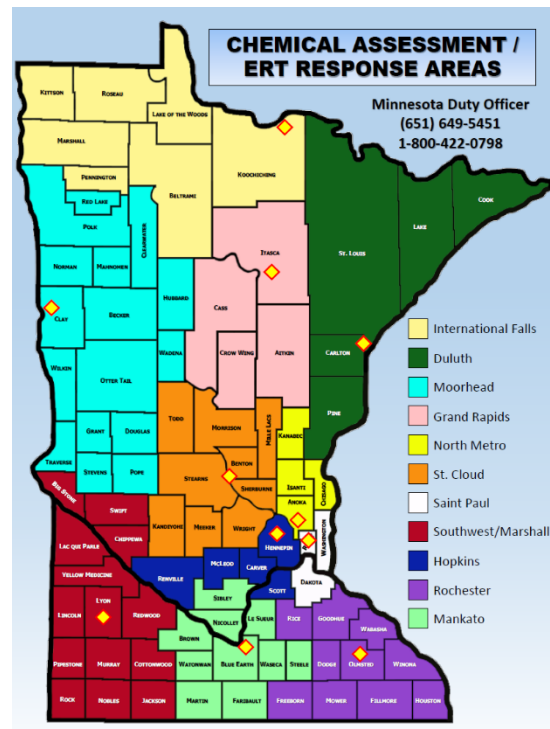 CHEMICAL ASSESSMENT /
ERT RESPONSE AREAS
Minnesota Duty Officer
(651) 649-5451
1-800-422-0798
KITTSON
ROSEAU
LAKE OF THE WOODS
MARSHALL
KOOCHICHING
PENNINGTON
RED LAKE
BELTRAMI
POLK
CLEARWATER
COOK
LAKE
ST. LOUIS
ITASCA
NORMAN
MAHNOMEN
HUBBARD
CASS
CLAY
BECKER
International Falls
WADENA
CROW WING
AITKIN
CARLTON
Duluth
WILKIN
OTTER TAIL
PINE
Moorhead
TODD
MORRISON
MILLE LACS
KANABEC
Grand Rapids
GRANT
DOUGLAS
North Metro
TRAVERSE
STEVENS
POPE
STEARNS
BENTON
SHERBURNE
ISANTI
CHISAGO
St. Cloud
BIG STONE
SWIFT
ANOKA
Saint Paul
KANDIYOHI
MEEKER
WRIGHT
HENNEPIN
WASHINGTON
LAC QUI PARLE
CHIPPEWA
Southwest/Marshall
YELLOW MEDICINE
RENVILLE
MCLEOD
CARVER
SCOTT
DAKOTA
Hopkins
LINCOLN
LYON
REDWOOD
SIBLEY
NICOLLET
LE SUEUR
RICE
GOODHUE
WABASHA
Rochester
BROWN
Mankato
PIPESTONE
MURRAY
COTTONWOOD
WATONWAN
BLUE EARTH
WASECA
STEELE
DODGE
OLMSTED
WINONA
ROCK
NOBLES
JACKSON
MARTIN
FARIBAULT
FREEBORN
MOWER
FILLMORE
HOUSTON